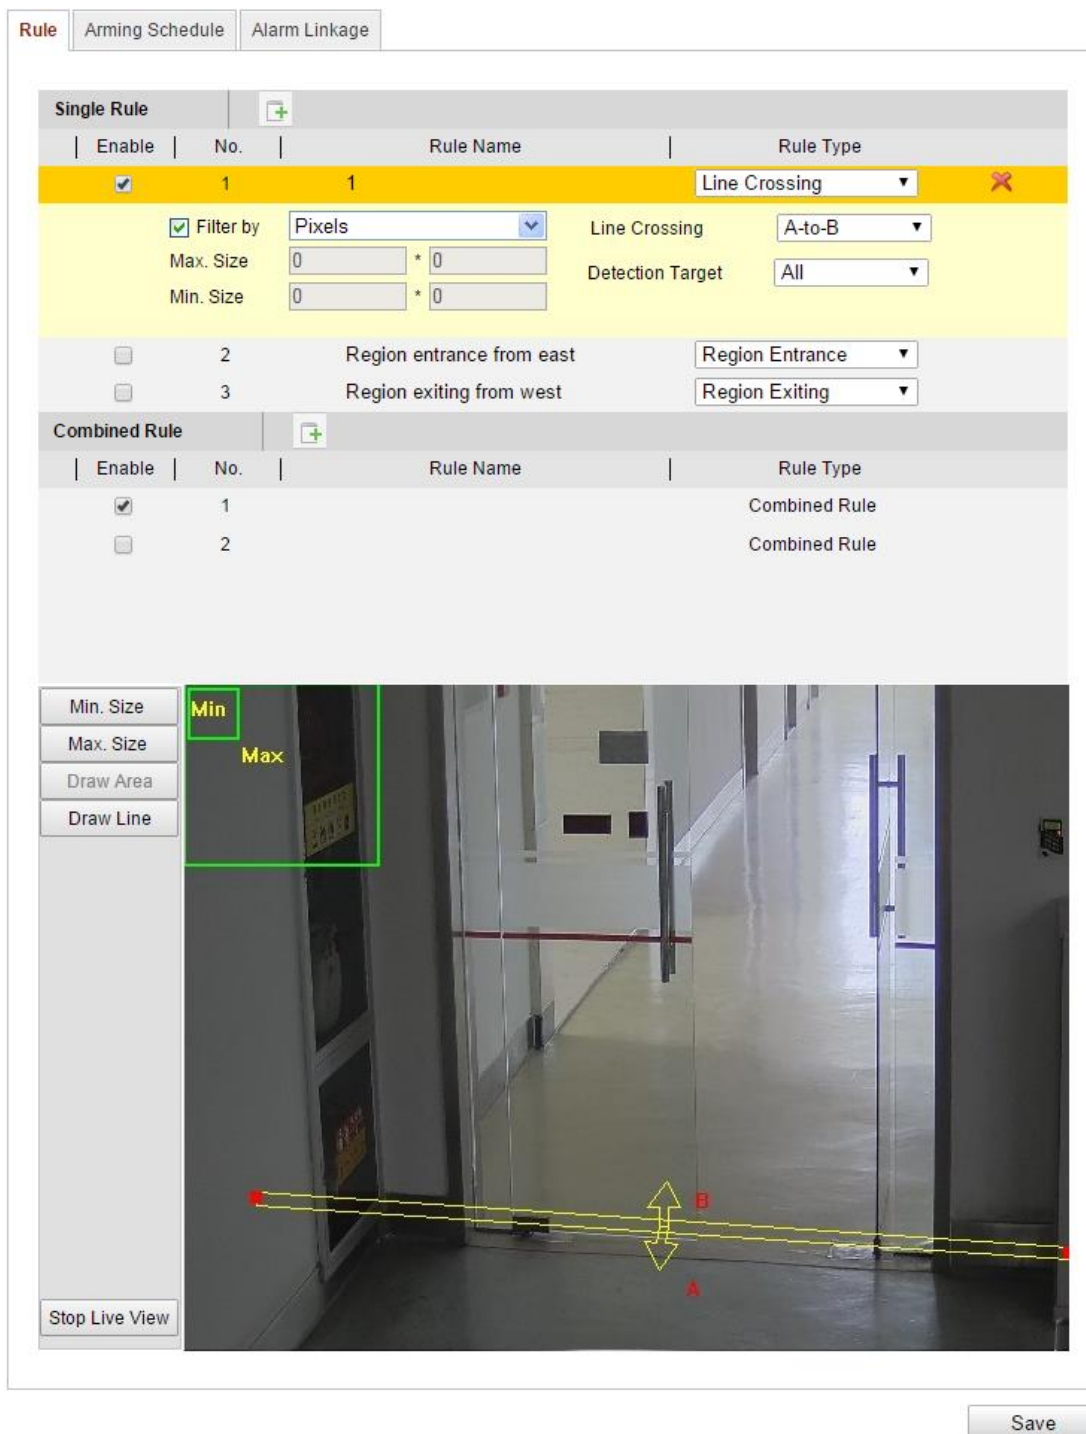 Rule Arming Schedule Alarm Linkage
Single Rule
Enable No. Rule Name Rule Type
1 1 Line Crossing
Filter by Pixels Line Crossing A-to-B
Max. Size 0 * 0
Detection Target All
Min. Size 0 * 0
2 Region entrance from east Region Entrance
3 Region exiting from west Region Exiting
Combined Rule
Enable No. Rule Name Rule Type
1 Combined Rule
2 Combined Rule
Min. Size
Max. Size
Draw Area
Draw Line
Min
Max
B
A
Stop Live View
Save